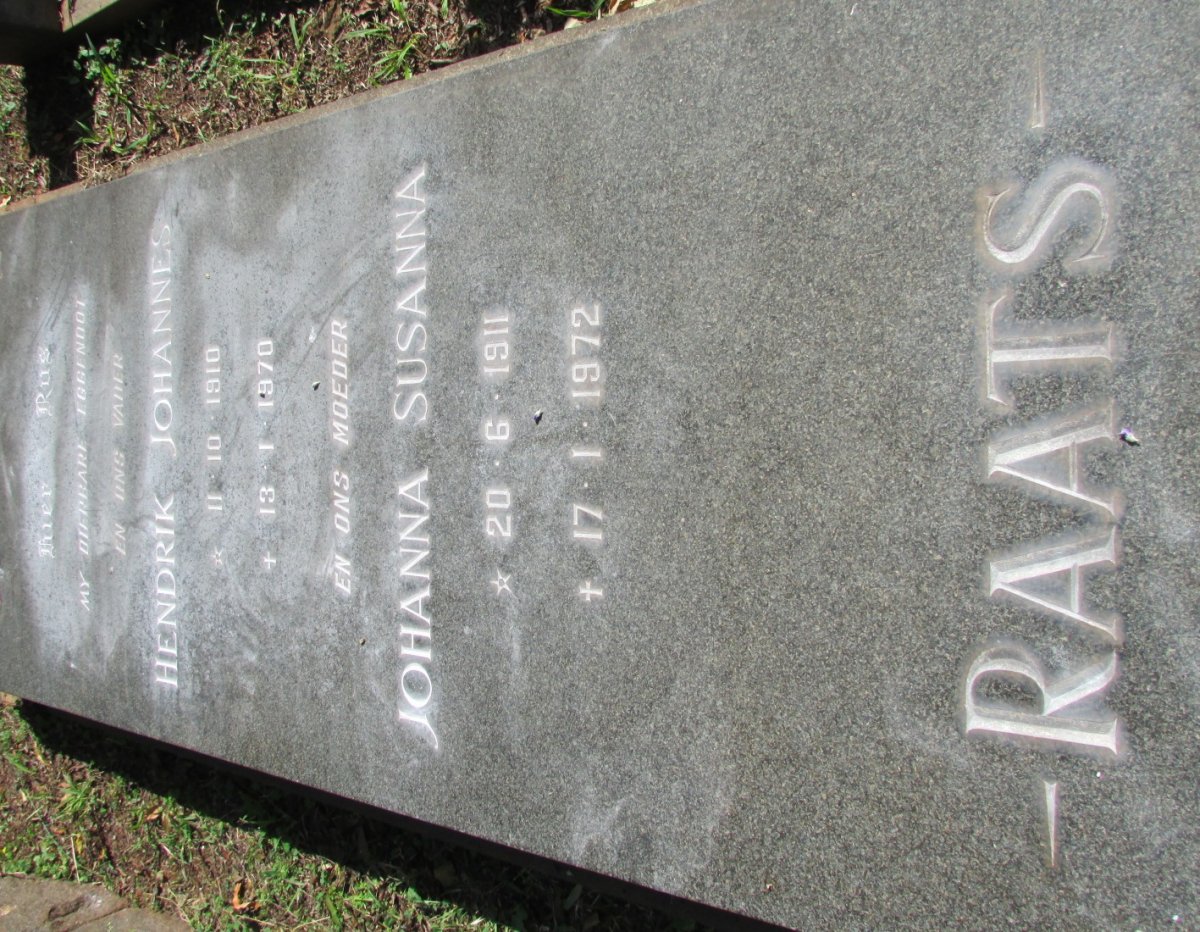 Hier Rus
MY DIERBARE EGGENOOT
EN ONS VADER
HENDRIK JOHANNES
☆ 11 · 10 · 1910
+ 13 · 1 · 1970
EN ONS MOEDER
JOHANNA SUSANNA
☆ 20 · 6 · 1911
+ 17 · 1 · 1972
— RAATS —